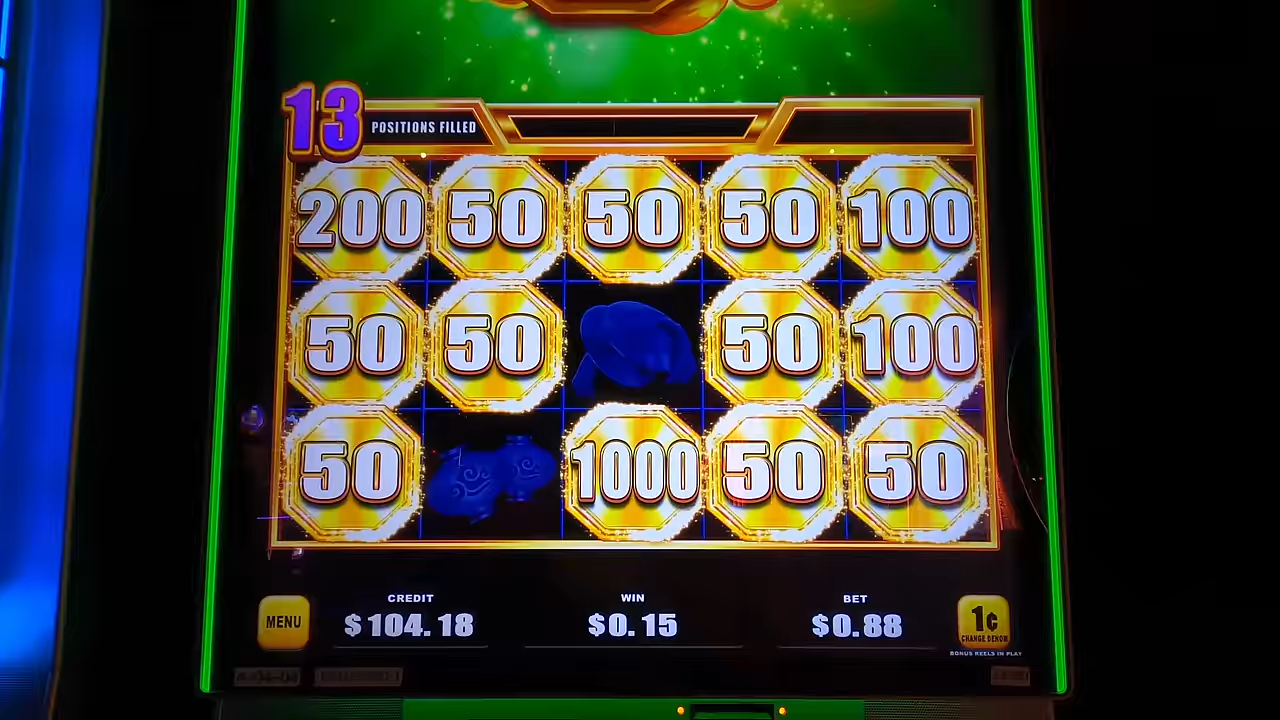 13 POSITIONS FILLED
200 50 50 50 100
50 50 50 100
50 1000 50 50
CREDIT WIN BET
MENU $104.18 $0.15 $0.88 1¢
CHANGE DENOM
BONUS REELS IN PLAY